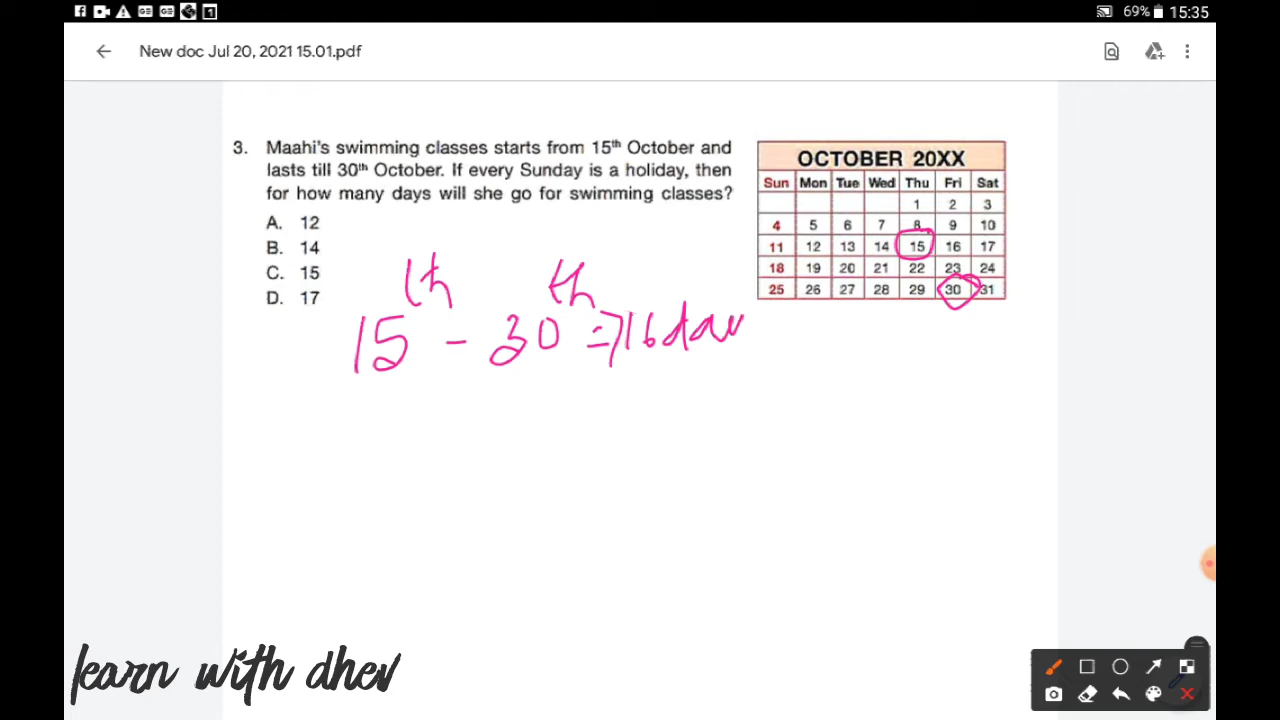 69% 15:35
New doc Jul 20, 2021 15.01.pdf
3. Maahi's swimming classes starts from 15th October and
lasts till 30th October. If every Sunday is a holiday, then
for how many days will she go for swimming classes?
A. 12
B. 14
C. 15
D. 17
OCTOBER 20XX
Sun Mon Tue Wed Thu Fri Sat
1 2 3
4 5 6 7 8 9 10
11 12 13 14 15 16 17
18 19 20 21 22 23 24
25 26 27 28 29 30 31
15th - 30th => 16 day
learn with dhev